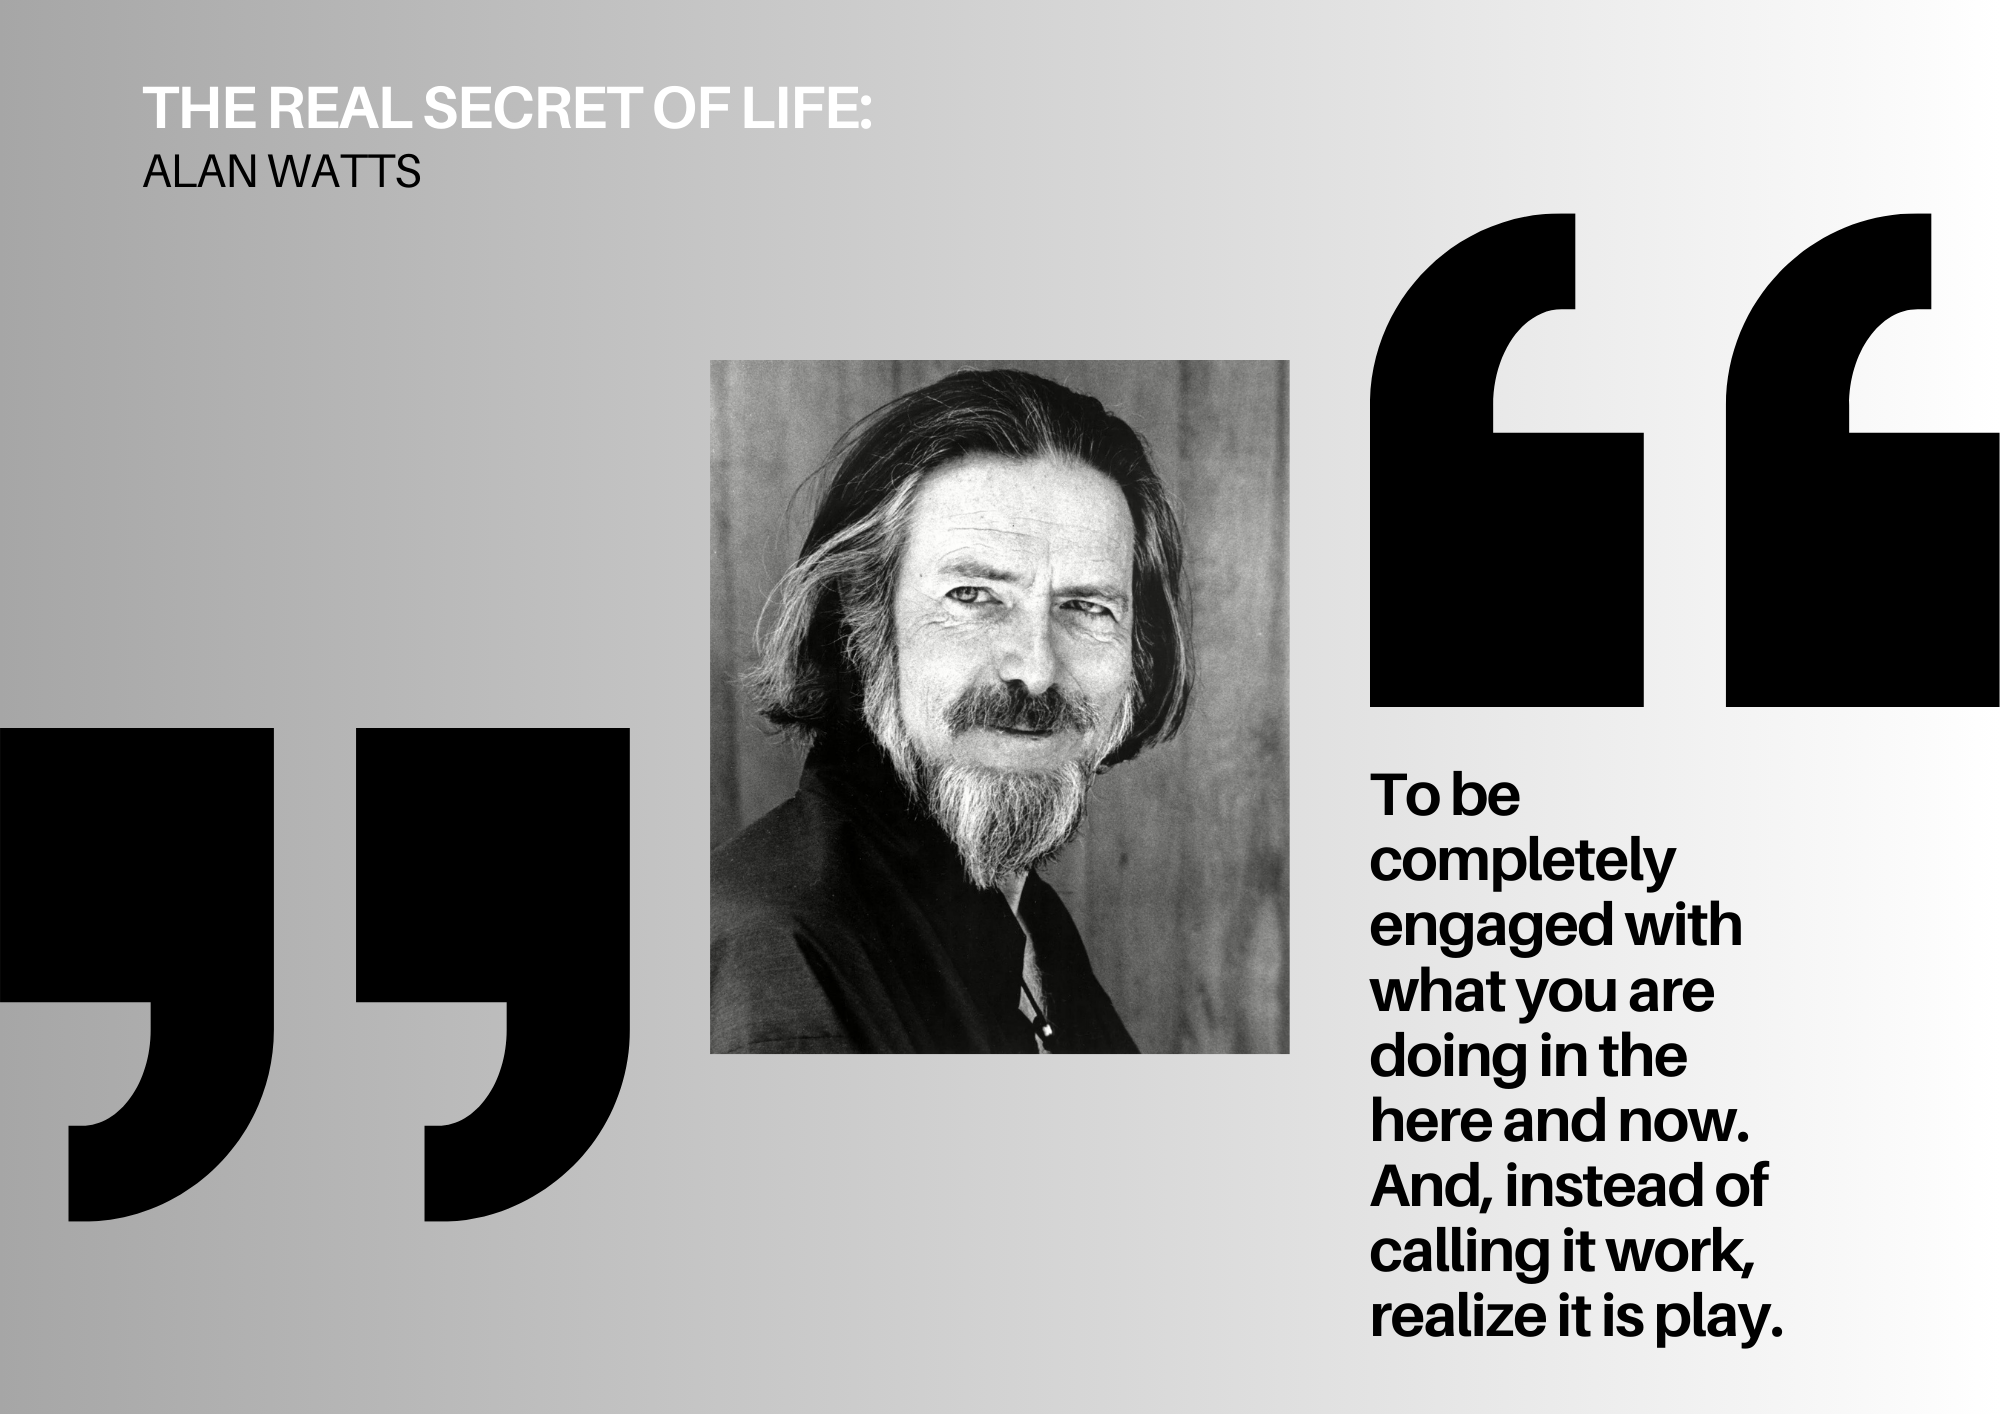 THE REAL SECRET OF LIFE:
ALAN WATTS
“
To be
completely
engaged with
what you are
doing in the
here and now.
And, instead of
calling it work,
realize it is play.
”